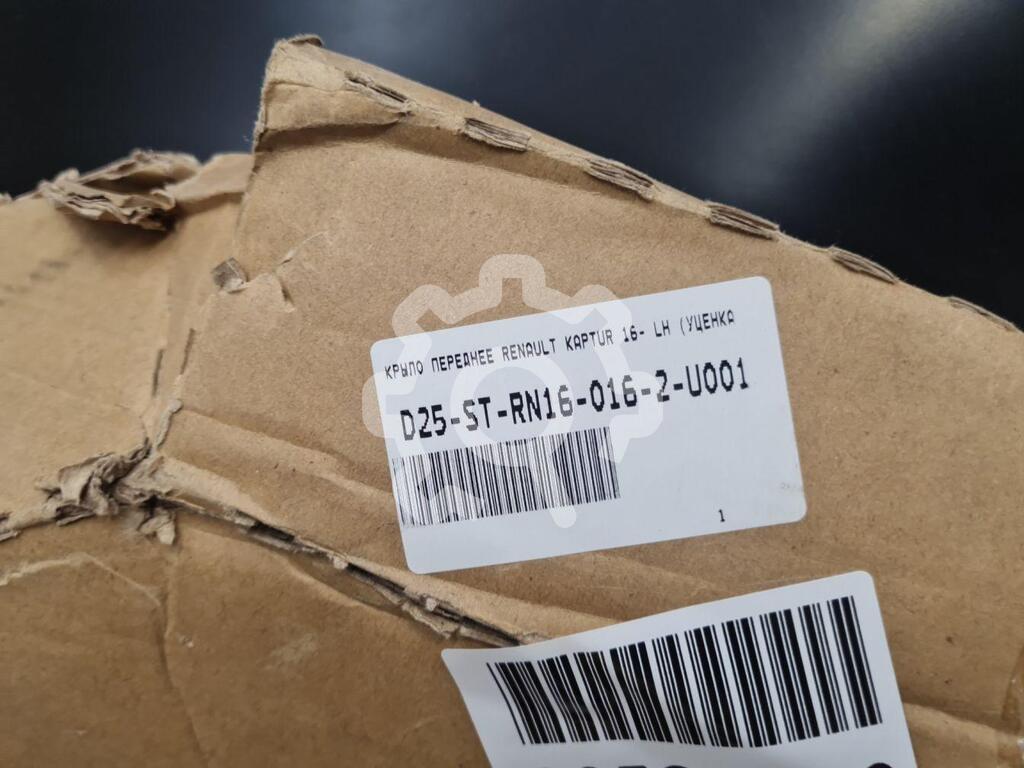 КРЫЛО ПЕРЕДНЕЕ RENAULT KAPTUR 16- LH (УЦЕНКА
D25-ST-RN16-016-2-U001
1